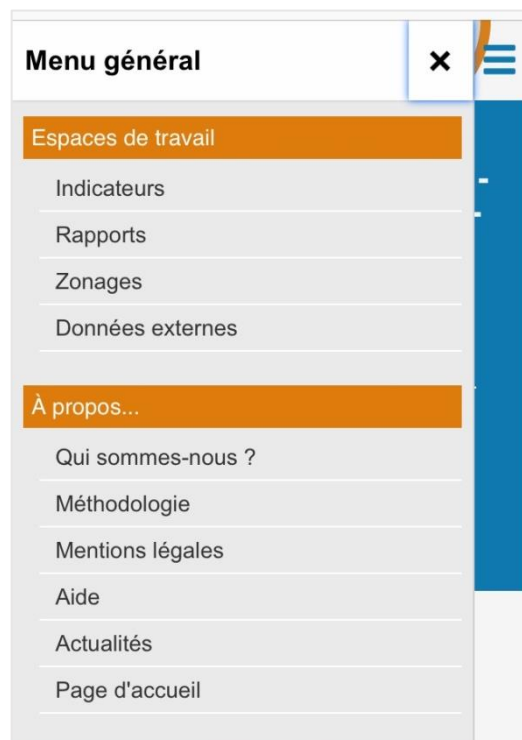 Menu général
Espaces de travail
Indicateurs
Rapports
Zonages
Données externes
À propos...
Qui sommes-nous ?
Méthodologie
Mentions légales
Aide
Actualités
Page d'accueil